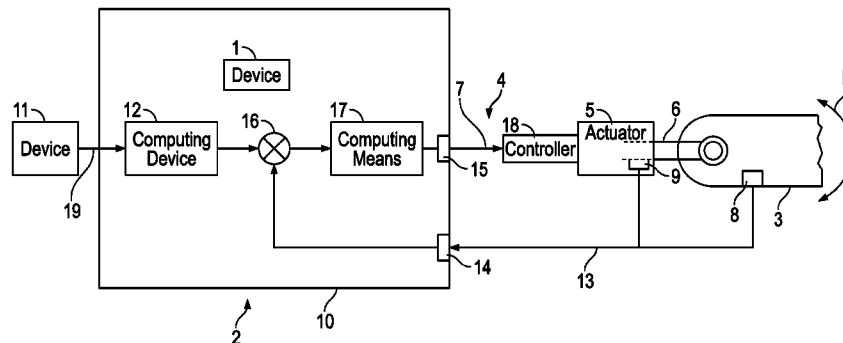 1
Device
11
Device
12
Computing
Device
16
17
Computing
Means
7
4
18
Controller
5
Actuator
6
9
8
3
19
15
14
13
10
2